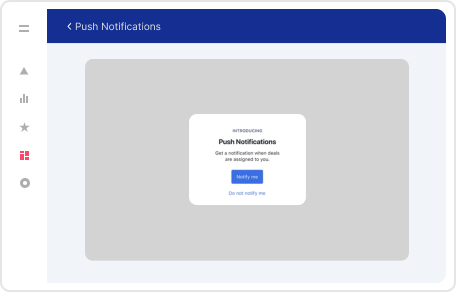 Push Notifications
INTRODUCING
Push Notifications
Get a notification when deals
are assigned to you.
Notify me
Do not notify me